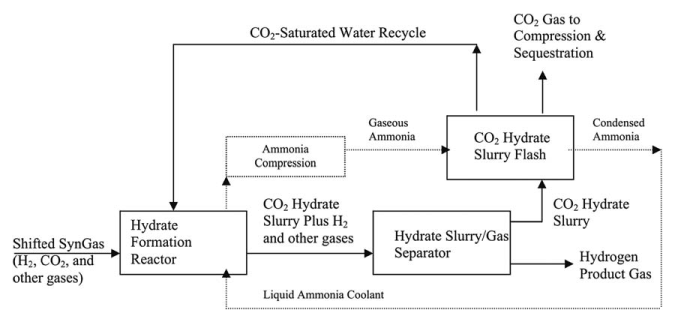 CO₂-Saturated Water Recycle
CO₂ Gas to
Compression &
Sequestration
Gaseous
Ammonia
Condensed
Ammonia
Ammonia
Compression
CO₂ Hydrate
Slurry Flash
CO₂ Hydrate
Slurry Plus H₂
and other gases
CO₂ Hydrate
Slurry
Hydrate
Formation
Reactor
Hydrate Slurry/Gas
Separator
Shifted SynGas
(H₂, CO₂, and
other gases)
Hydrogen
Product Gas
Liquid Ammonia Coolant